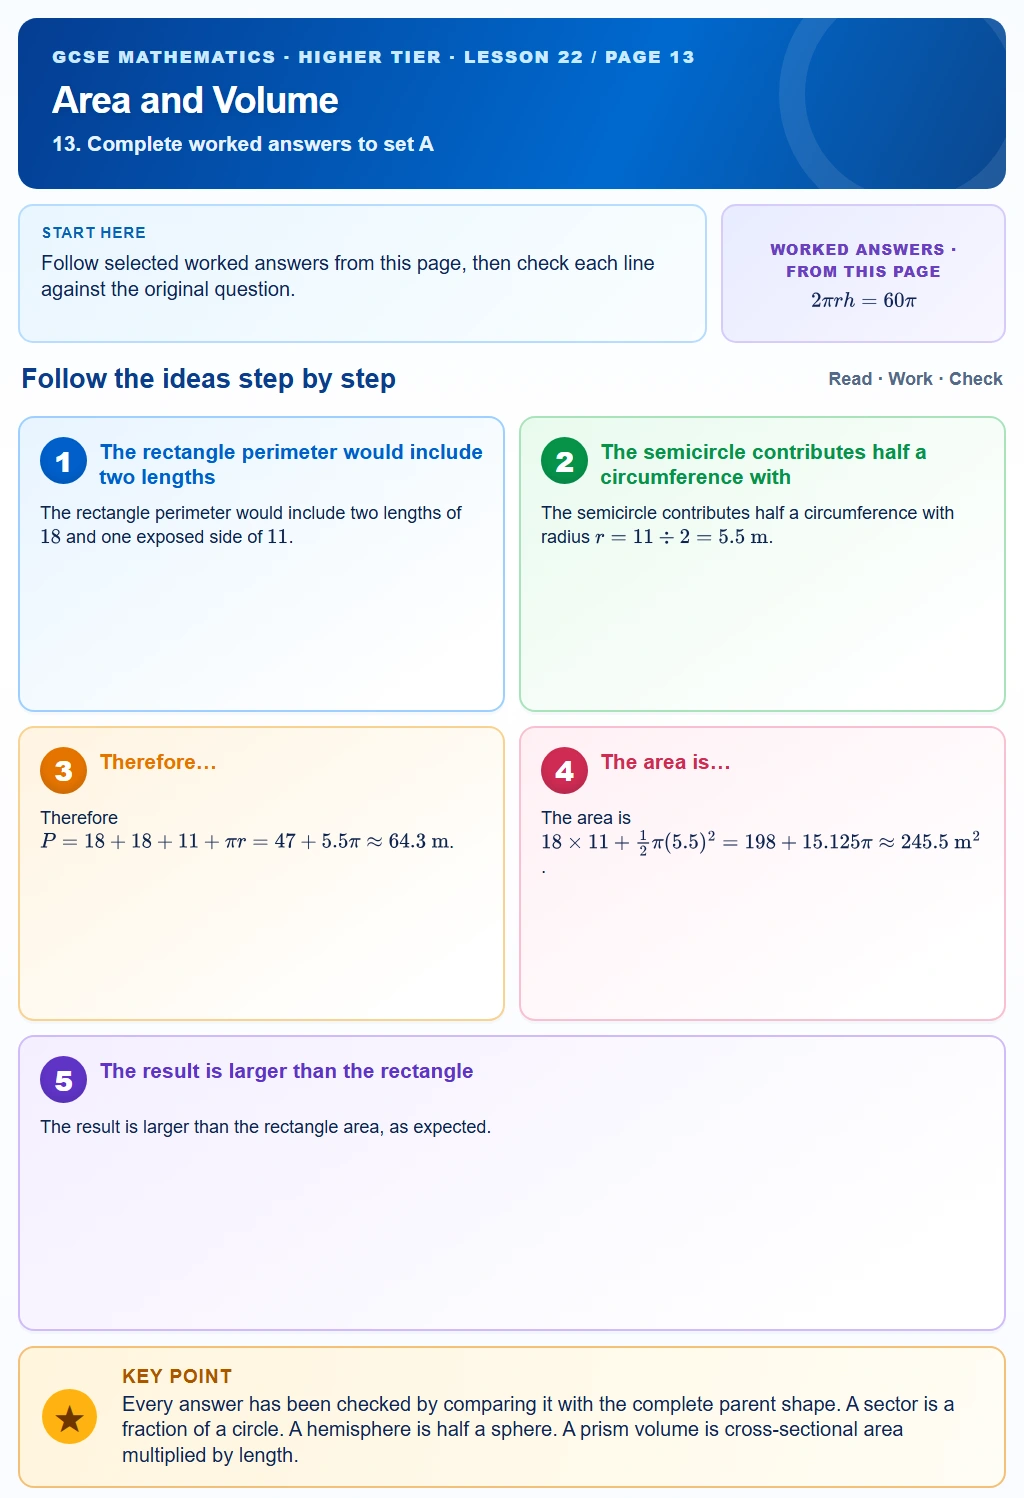 GCSE MATHEMATICS · HIGHER TIER · LESSON 22 / PAGE 13
Area and Volume
13. Complete worked answers to set A
START HERE
Follow selected worked answers from this page, then check each line
against the original question.
WORKED ANSWERS ·
FROM THIS PAGE
2πrh = 60π
Follow the ideas step by step
Read · Work · Check
1
The rectangle perimeter would include
two lengths
The rectangle perimeter would include two lengths of
18 and one exposed side of 11.
2
The semicircle contributes half a
circumference with
The semicircle contributes half a circumference with
radius r = 11 ÷ 2 = 5.5 m.
3
Therefore…
Therefore
P = 18 + 18 + 11 + πr = 47 + 5.5π ≈ 64.3 m.
4
The area is…
The area is
18 × 11 + ½π(5.5)² = 198 + 15.125π ≈ 245.5 m²
.
5
The result is larger than the rectangle
The result is larger than the rectangle area, as expected.
KEY POINT
Every answer has been checked by comparing it with the complete parent shape. A sector is a
fraction of a circle. A hemisphere is half a sphere. A prism volume is cross-sectional area
multiplied by length.